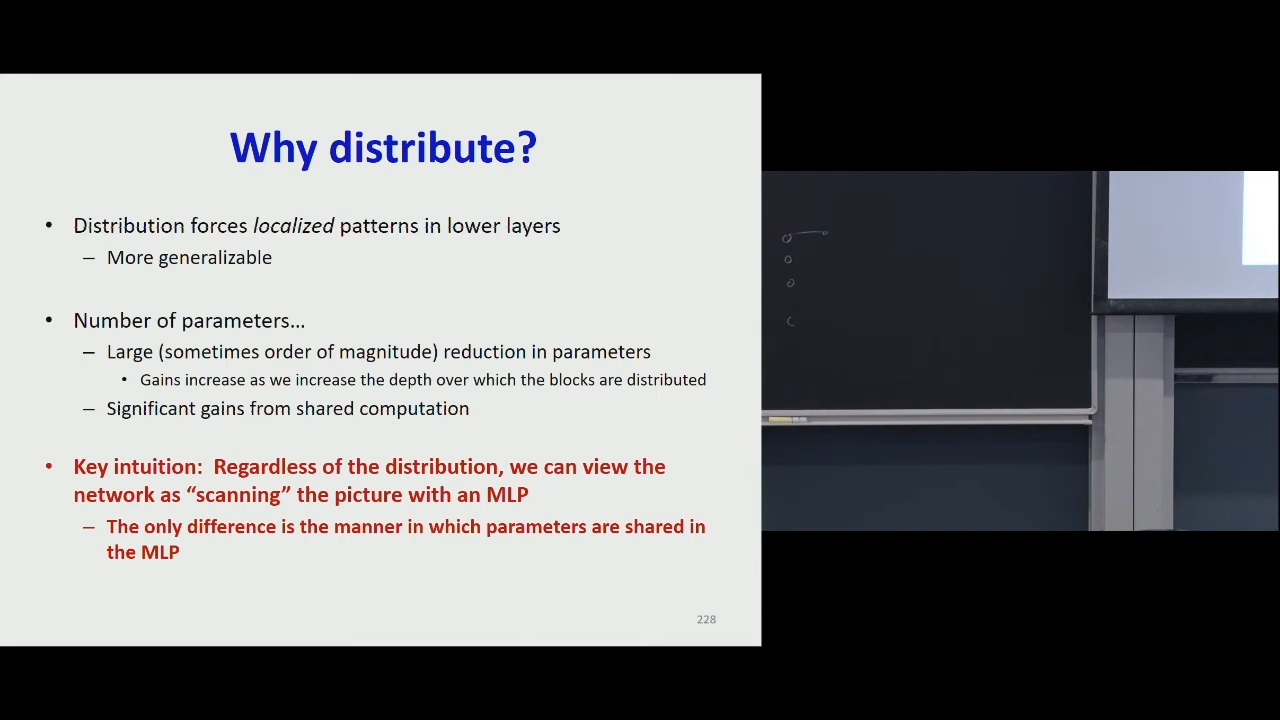 Why distribute?
• Distribution forces localized patterns in lower layers
– More generalizable
• Number of parameters…
– Large (sometimes order of magnitude) reduction in parameters
• Gains increase as we increase the depth over which the blocks are distributed
– Significant gains from shared computation
• Key intuition: Regardless of the distribution, we can view the
network as “scanning” the picture with an MLP
– The only difference is the manner in which parameters are shared in
the MLP
228